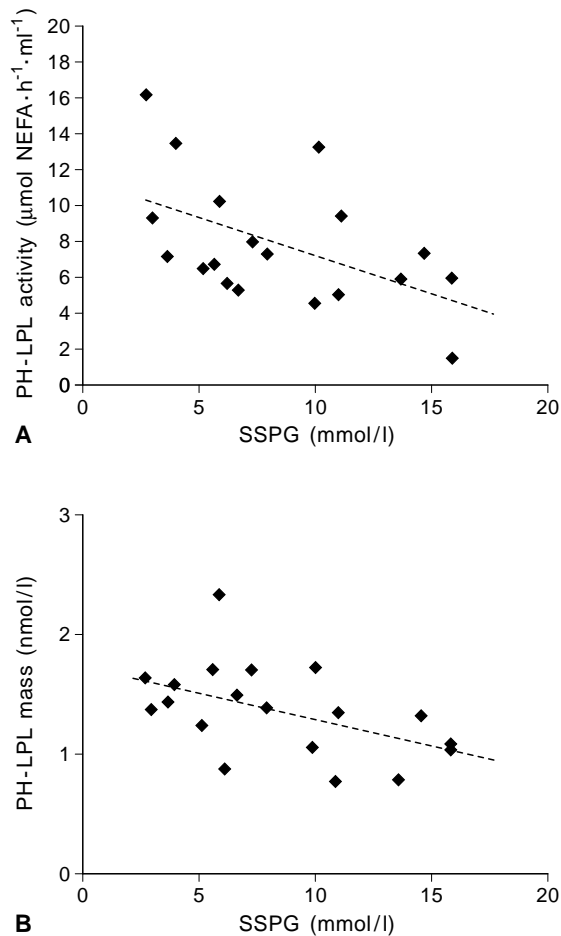 PH-LPL activity (μmol NEFA·h⁻¹·ml⁻¹)
20
18
16
14
12
10
8
6
4
2
0
0 5 10 15 20
A SSPG (mmol/l)
PH-LPL mass (nmol/l)
3
2
1
0
0 5 10 15 20
B SSPG (mmol/l)